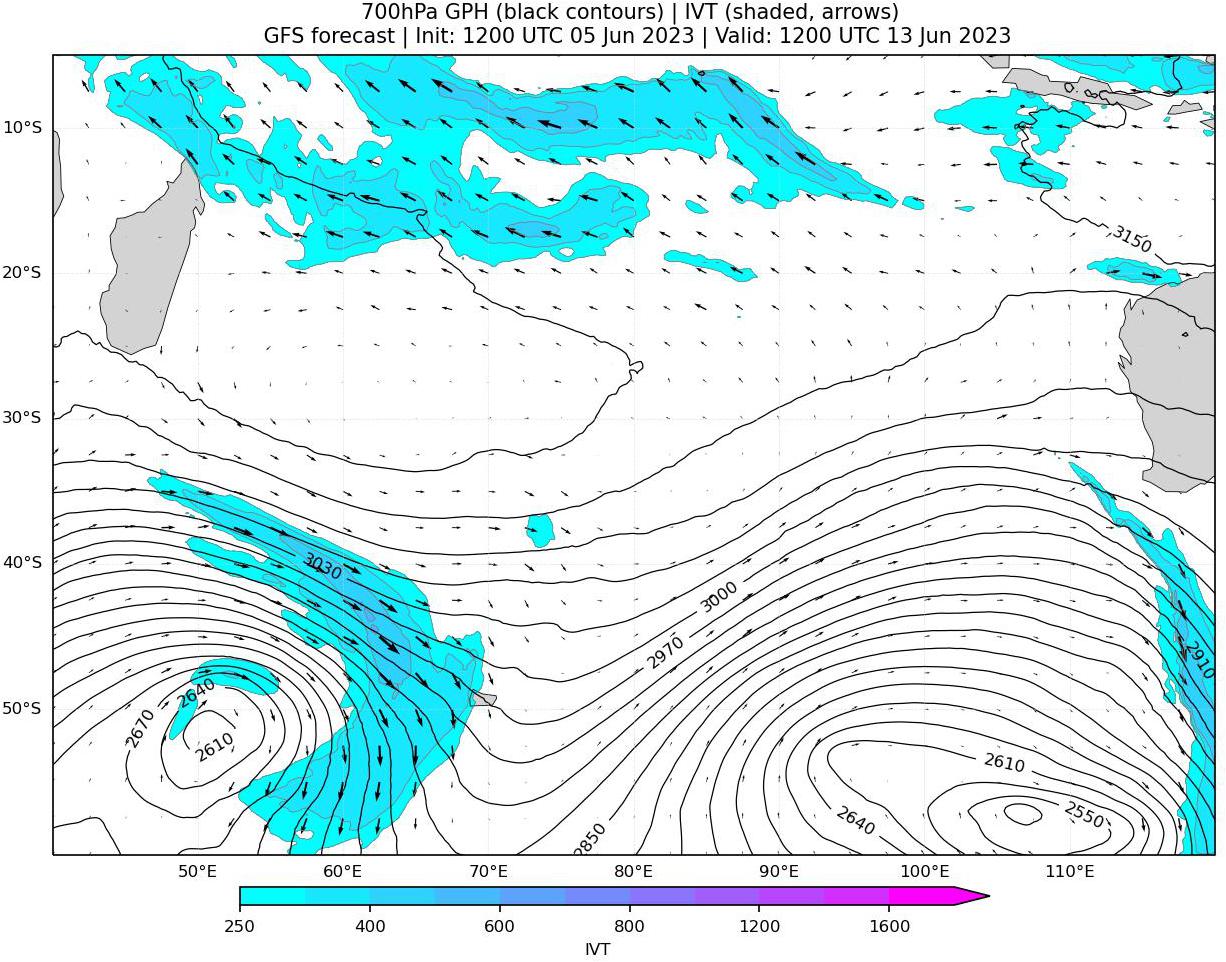 700hPa GPH (black contours) | IVT (shaded, arrows)
GFS forecast | Init: 1200 UTC 05 Jun 2023 | Valid: 1200 UTC 13 Jun 2023
10°S
3150
20°S
30°S
3030
40°S
3000
2970
2910
2640
50°S
2670
2610
2610
2640
2550
2850
50°E 60°E 70°E 80°E 90°E 100°E 110°E
250 400 600 800 1200 1600
IVT